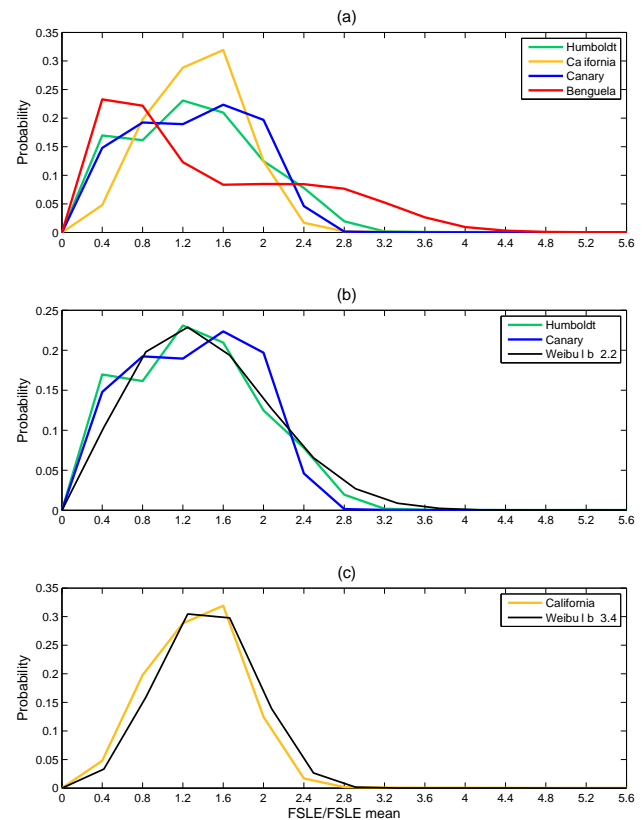 (a)
0.35
0.3
0.25
0.2
0.15
0.1
0.05
0
Probability
Humboldt
Ca ifornia
Canary
Benguela
0 0.4 0.8 1.2 1.6 2 2.4 2.8 3.2 3.6 4 4.4 4.8 5.2 5.6
(b)
0.25
0.2
0.15
0.1
0.05
0
Probability
Humboldt
Canary
Weibu l b 2.2
0 0.4 0.8 1.2 1.6 2 2.4 2.8 3.2 3.6 4 4.4 4.8 5.2 5.6
(c)
0.35
0.3
0.25
0.2
0.15
0.1
0.05
0
Probability
California
Weibu l b 3.4
0 0.4 0.8 1.2 1.6 2 2.4 2.8 3.2 3.6 4 4.4 4.8 5.2 5.6
FSLE/FSLE mean